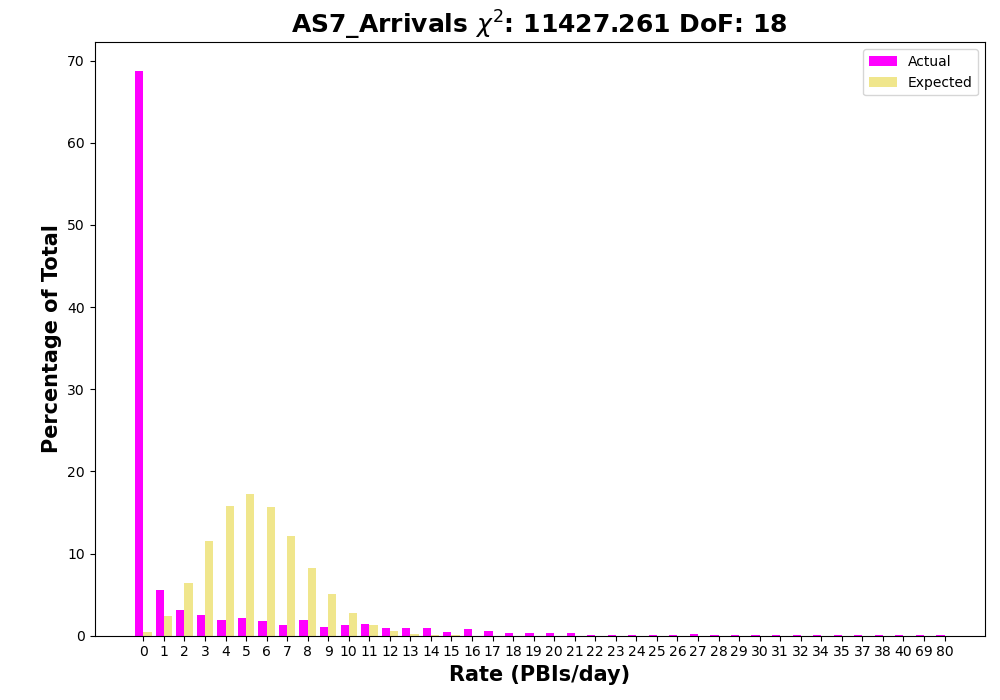 AS7_Arrivals χ²: 11427.261 DoF: 18
Actual
Expected
70
60
50
40
30
20
10
0
Percentage of Total
0 1 2 3 4 5 6 7 8 9 10 11 12 13 14 15 16 17 18 19 20 21 22 23 24 25 26 27 28 29 30 31 32 34 35 37 38 40 69 80
Rate (PBIs/day)